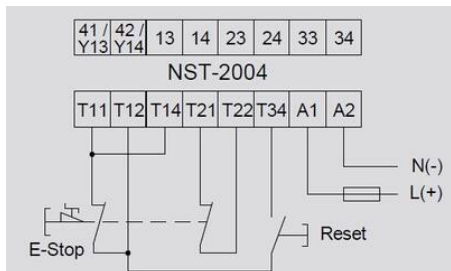 41 / 42 / 13 14 23 24 33 34
Y13 Y14
NST-2004
T11 T12 T14 T21 T22 T34 A1 A2
N(-)
L(+)
Reset
E-Stop